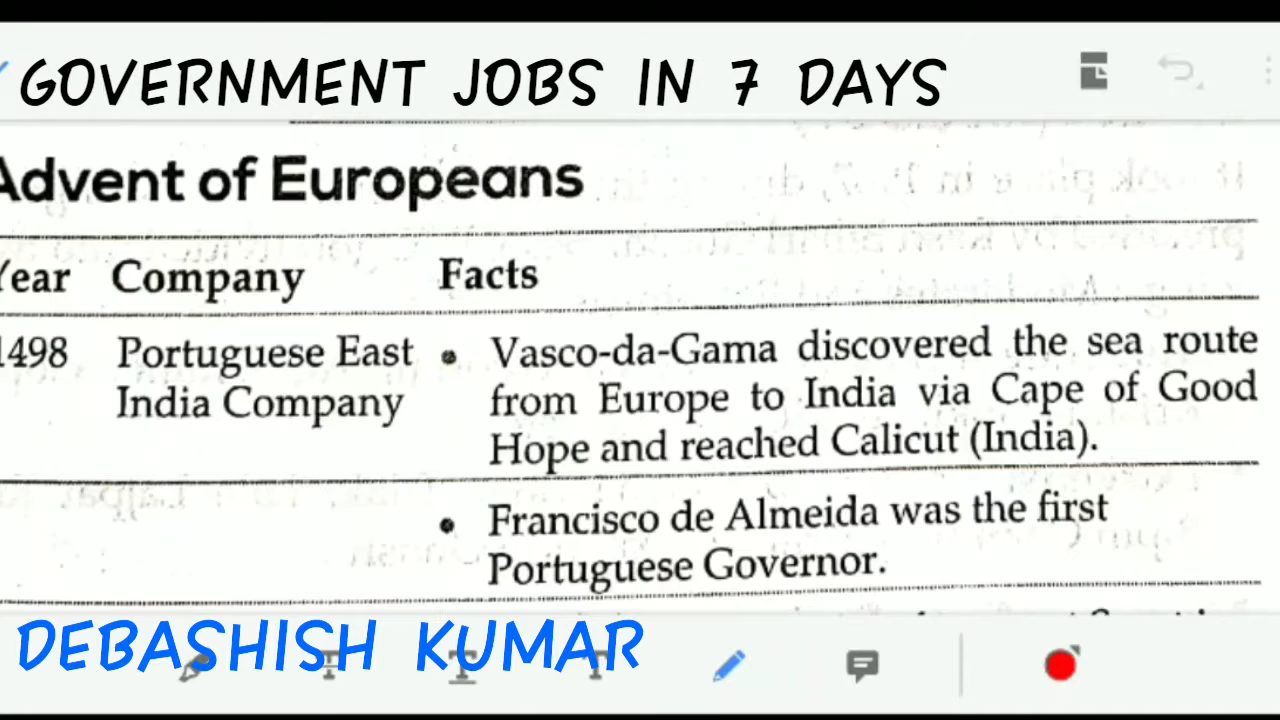 GOVERNMENT JOBS IN 7 DAYS
Advent of Europeans
Year Company Facts
1498 Portuguese East • Vasco-da-Gama discovered the sea route
India Company from Europe to India via Cape of Good
Hope and reached Calicut (India).
• Francisco de Almeida was the first
Portuguese Governor.
DEBASHISH KUMAR